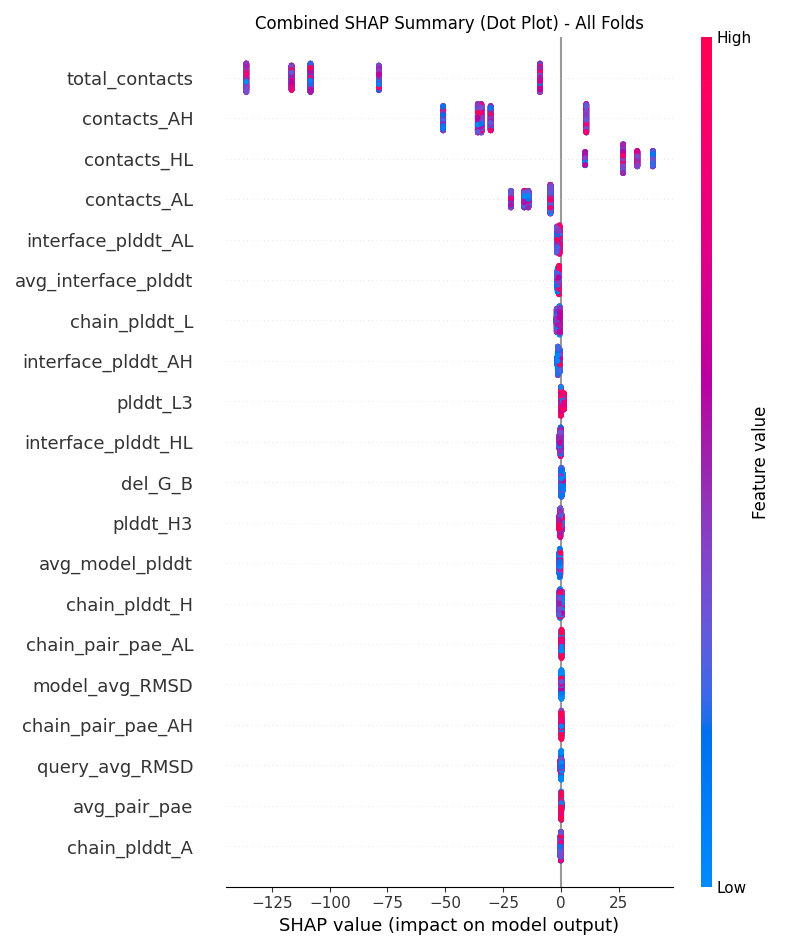 Combined SHAP Summary (Dot Plot) - All Folds
High
total_contacts
contacts_AH
contacts_HL
contacts_AL
interface_plddt_AL
avg_interface_plddt
chain_plddt_L
interface_plddt_AH
plddt_L3
interface_plddt_HL
del_G_B
plddt_H3
avg_model_plddt
chain_plddt_H
chain_pair_pae_AL
model_avg_RMSD
chain_pair_pae_AH
query_avg_RMSD
avg_pair_pae
chain_plddt_A
Feature value
Low
−125 −100 −75 −50 −25 0 25
SHAP value (impact on model output)